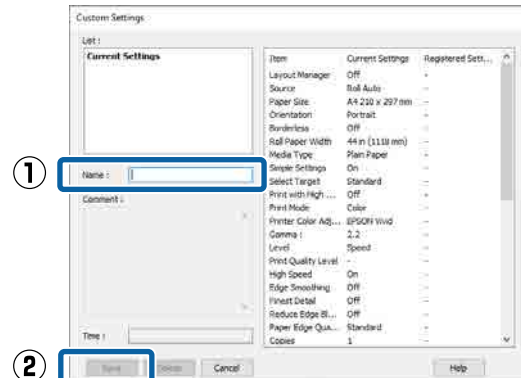 Custom Settings
List :
Current Settings
Item Current Settings Registered Sett...
Layout Manager Off -
Source Roll Auto -
Paper Size A4 210 x 297 mm -
Orientation Portrait -
Borderless Off -
Roll Paper Width 44 in (1118 mm) -
Media Type Plain Paper -
Simple Settings On -
Select Target Standard -
Print with High ... Off -
Print Mode Color -
Printer Color Adj... EPSON Vivid -
Gamma : 2.2 -
Level Speed -
Print Quality Level - -
High Speed On -
Edge Smoothing Off -
Finest Detail Off -
Reduce Edge Bl... Off -
Paper Edge Qua... Standard -
Copies 1 -
① Name :
Comment :
Time :
② Save Delete Cancel Help